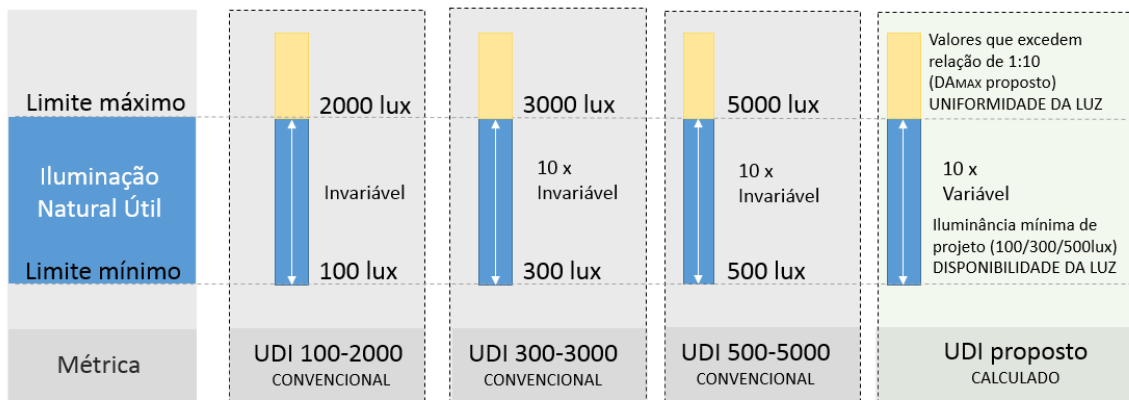 Limite máximo
Iluminação
Natural Útil
Limite mínimo
Métrica
2000 lux
Invariável
100 lux
UDI 100-2000
CONVENCIONAL
3000 lux
10 x
Invariável
300 lux
UDI 300-3000
CONVENCIONAL
5000 lux
10 x
Invariável
500 lux
UDI 500-5000
CONVENCIONAL
Valores que excedem
relação de 1:10
(DAMAX proposto)
UNIFORMIDADE DA LUZ
10 x
Variável
Iluminância mínima de
projeto (100/300/500lux)
DISPONIBILIDADE DA LUZ
UDI proposto
CALCULADO